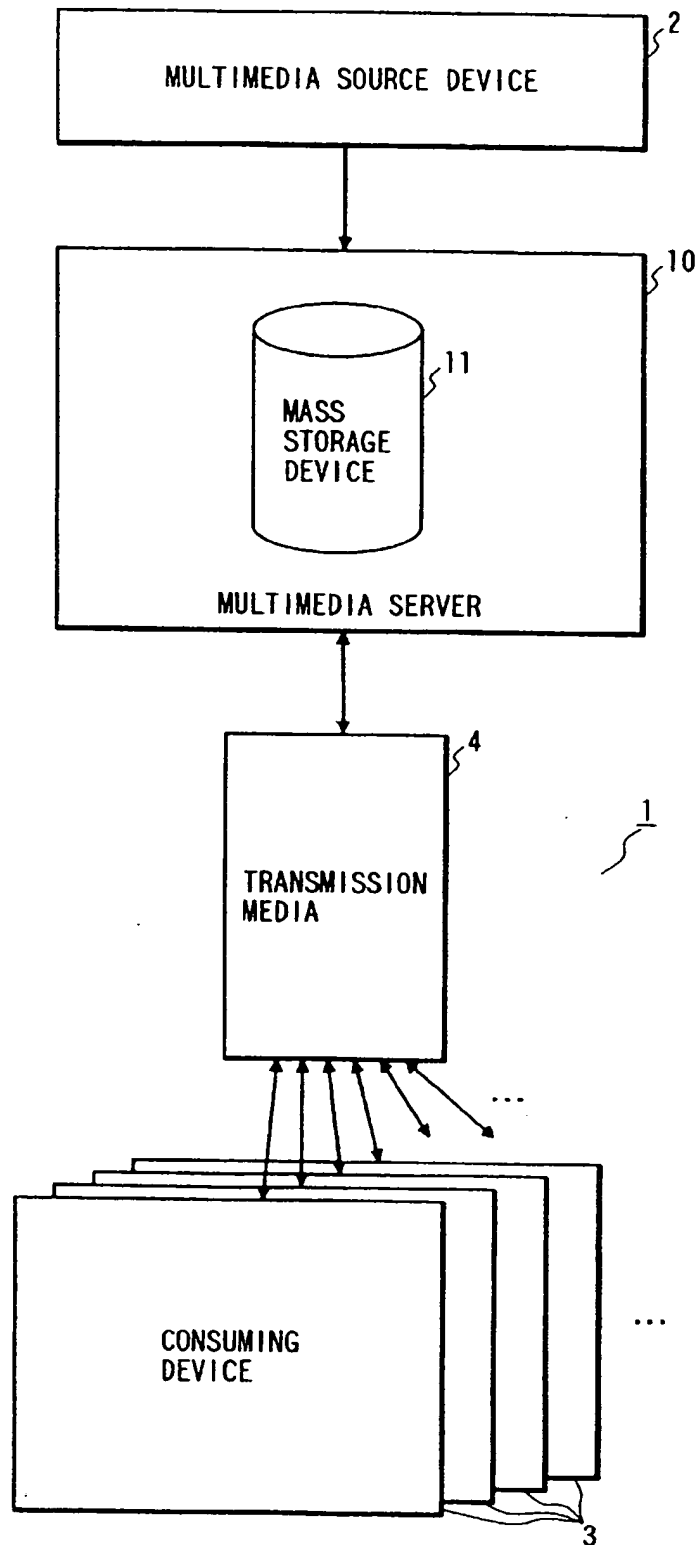 2
MULTIMEDIA SOURCE DEVICE
10
11
MASS
STORAGE
DEVICE
MULTIMEDIA SERVER
4
TRANSMISSION
MEDIA
1
...
CONSUMING
DEVICE
...
3